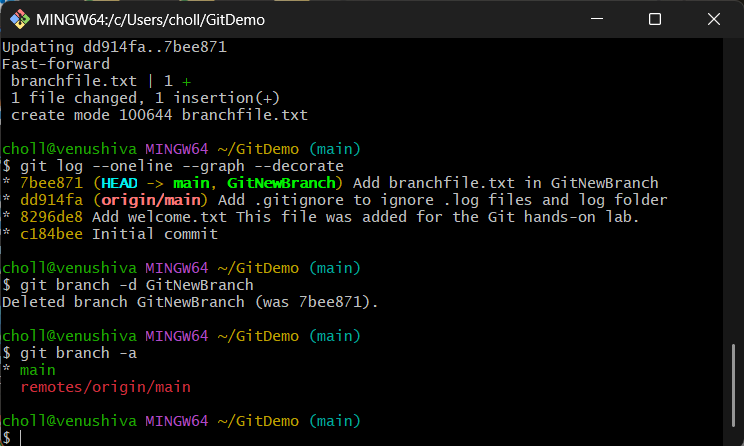 MINGW64:/c/Users/choll/GitDemo
Updating dd914fa..7bee871
Fast-forward
 branchfile.txt | 1 +
 1 file changed, 1 insertion(+)
 create mode 100644 branchfile.txt

choll@venushiva MINGW64 ~/GitDemo (main)
$ git log --oneline --graph --decorate
* 7bee871 (HEAD -> main, GitNewBranch) Add branchfile.txt in GitNewBranch
* dd914fa (origin/main) Add .gitignore to ignore .log files and log folder
* 8296de8 Add welcome.txt This file was added for the Git hands-on lab.
* c184bee Initial commit

choll@venushiva MINGW64 ~/GitDemo (main)
$ git branch -d GitNewBranch
Deleted branch GitNewBranch (was 7bee871).

choll@venushiva MINGW64 ~/GitDemo (main)
$ git branch -a
* main
  remotes/origin/main

choll@venushiva MINGW64 ~/GitDemo (main)
$